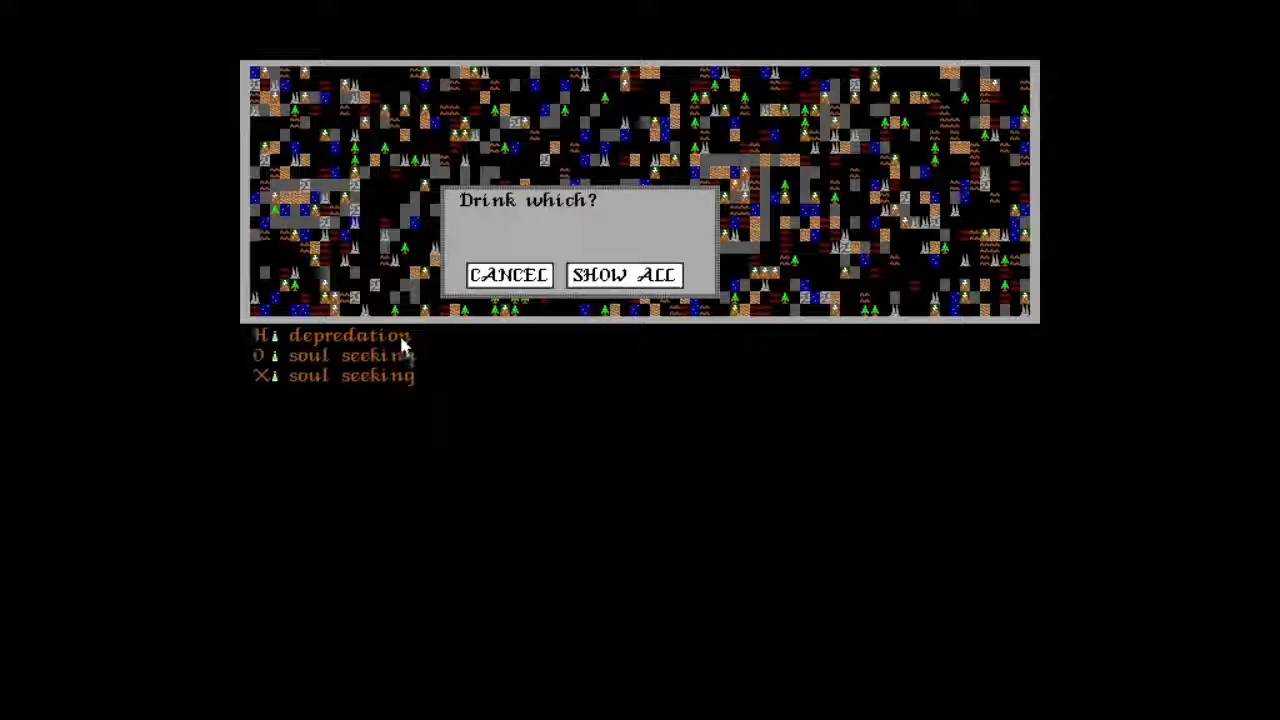 Drink which?
CANCEL SHOW ALL
H depredation
O soul seeking
X soul seeking